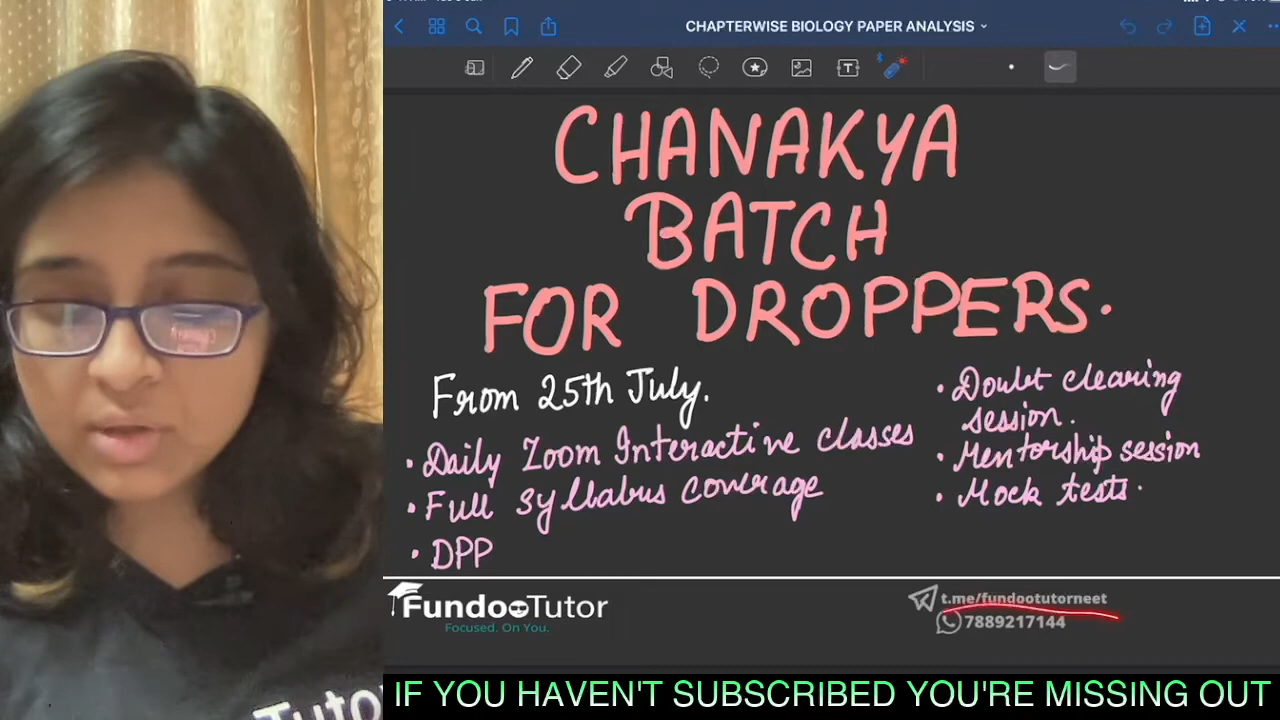 CHAPTERWISE BIOLOGY PAPER ANALYSIS
CHANAKYA
BATCH
FOR DROPPERS.
From 25th July.
• Daily Zoom Interactive classes
• Full syllabus coverage
• DPP
• Doubt clearing
session.
• Mentorship session
• Mock tests.
FundooTutor
Focused. On You.
t.me/fundootutorneet
7889217144
Tutor
IF YOU HAVEN'T SUBSCRIBED YOU'RE MISSING OUT